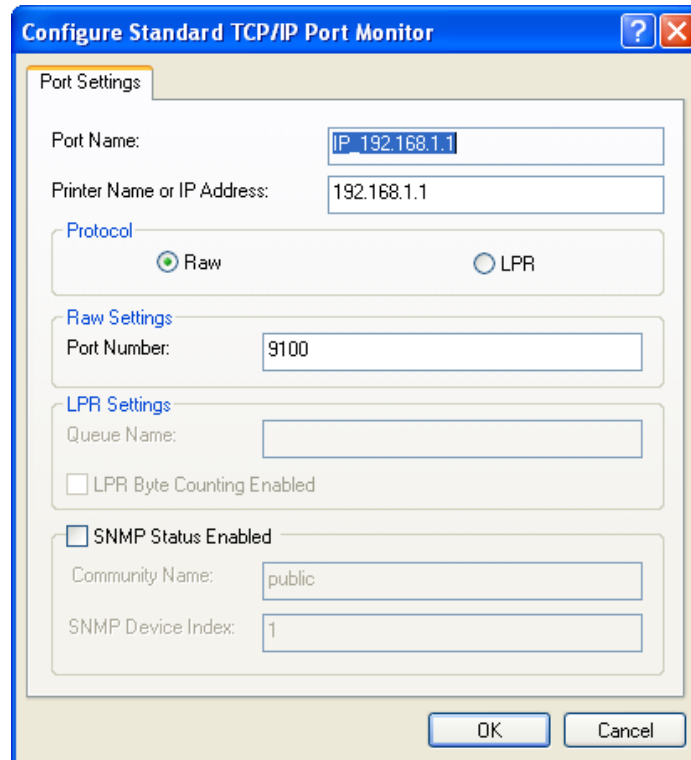 Configure Standard TCP/IP Port Monitor
Port Settings
Port Name: IP_192.168.1.1
Printer Name or IP Address: 192.168.1.1
Protocol
Raw LPR
Raw Settings
Port Number: 9100
LPR Settings
Queue Name:
LPR Byte Counting Enabled
SNMP Status Enabled
Community Name: public
SNMP Device Index: 1
OK Cancel